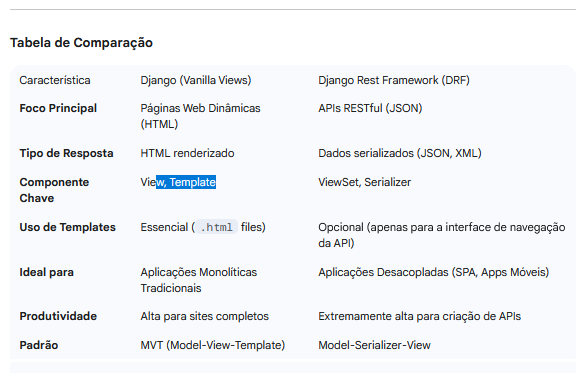 Tabela de Comparação
Característica Django (Vanilla Views) Django Rest Framework (DRF)
Foco Principal Páginas Web Dinâmicas APIs RESTful (JSON)
(HTML)
Tipo de Resposta HTML renderizado Dados serializados (JSON, XML)
Componente View, Template ViewSet, Serializer
Chave
Uso de Templates Essencial ( .html files) Opcional (apenas para a interface de navegação
da API)
Ideal para Aplicações Monolíticas Aplicações Desacopladas (SPA, Apps Móveis)
Tradicionais
Produtividade Alta para sites completos Extremamente alta para criação de APIs
Padrão MVT (Model-View-Template) Model-Serializer-View